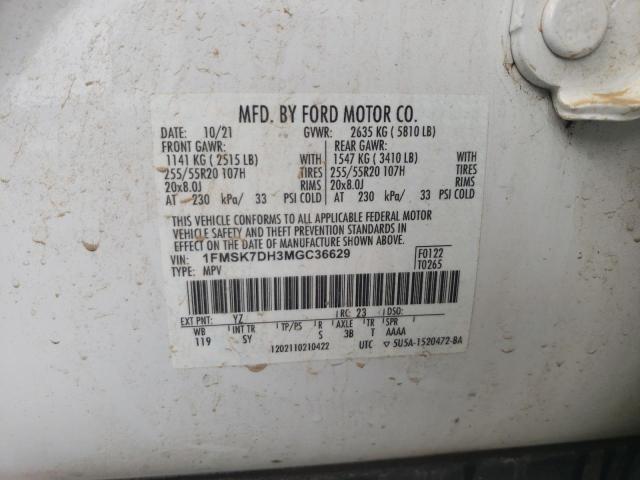 MFD. BY FORD MOTOR CO.
DATE: 10/21 GVWR: 2635 KG ( 5810 LB)
FRONT GAWR: REAR GAWR:
1141 KG ( 2515 LB) WITH 1547 KG ( 3410 LB) WITH
255/55R20 107H TIRES 255/55R20 107H TIRES
20x8.0J RIMS 20x8.0J RIMS
AT 230 kPa/ 33 PSI COLD AT 230 kPa/ 33 PSI COLD
THIS VEHICLE CONFORMS TO ALL APPLICABLE FEDERAL MOTOR
VEHICLE SAFETY AND THEFT PREVENTION STANDARDS IN
EFFECT ON THE DATE OF MANUFACTURE SHOWN ABOVE.
VIN: 1FMSK7DH3MGC36629 F0122
TYPE: MPV T0265
EXT PNT: YZ RC: 23 DSO:
WB INT TR TP/PS R AXLE TR SPR
119 SY S 3B T AAAA
1202110210422 UTC ▽ 5U5A-1520472-BA